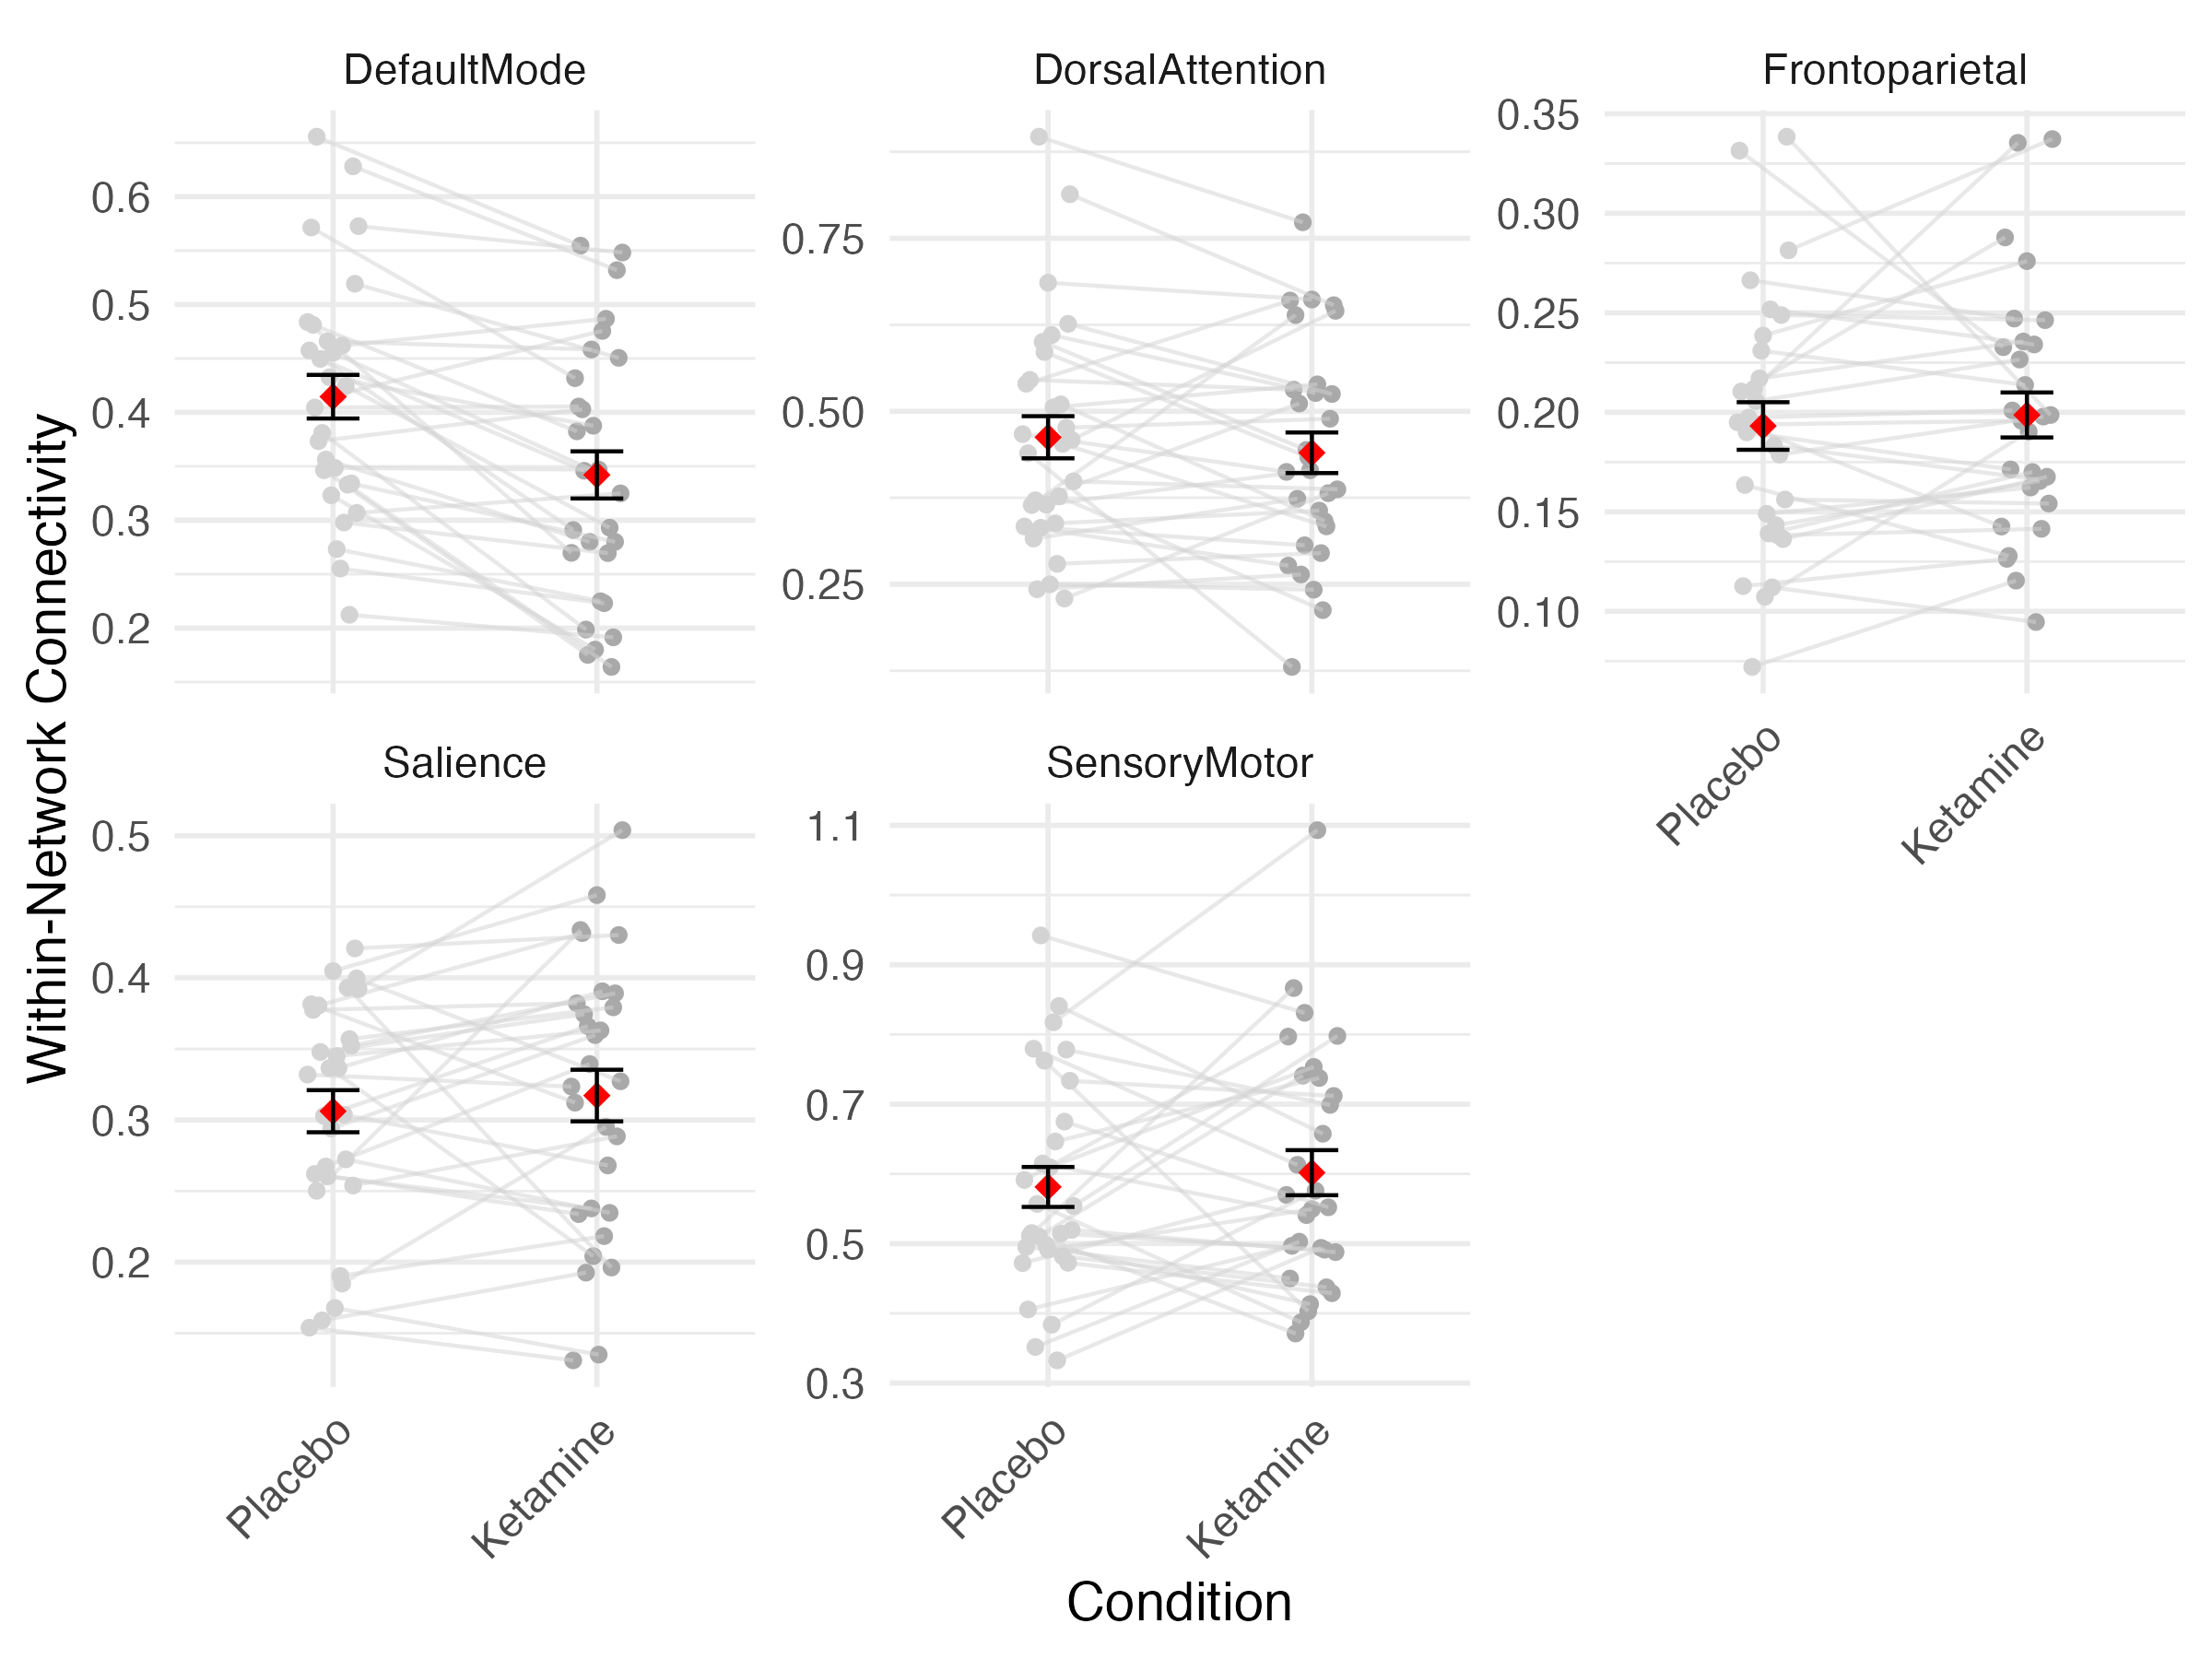 DefaultMode
DorsalAttention
Frontoparietal
0.6
0.5
0.4
0.3
0.2
0.75
0.50
0.25
0.35
0.30
0.25
0.20
0.15
0.10
Placebo
Ketamine
Within-Network Connectivity
Salience
SensoryMotor
0.5
0.4
0.3
0.2
1.1
0.9
0.7
0.5
0.3
Placebo
Ketamine
Placebo
Ketamine
Condition